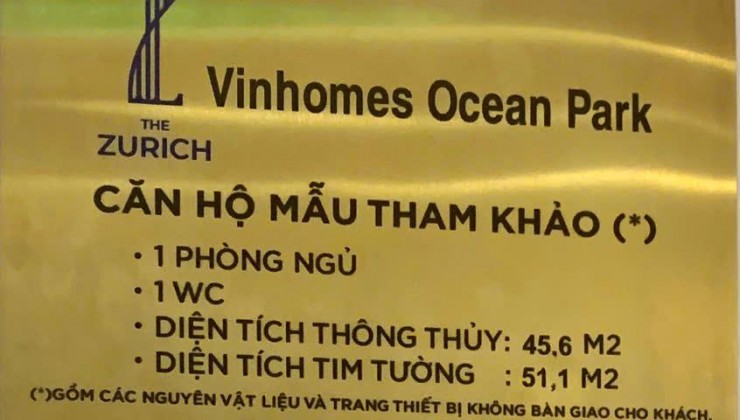 Vinhomes Ocean Park
THE
ZURICH
CĂN HỘ MẪU THAM KHẢO (*)
• 1 PHÒNG NGỦ
• 1 WC
• DIỆN TÍCH THÔNG THỦY: 45,6 M2
• DIỆN TÍCH TIM TƯỜNG : 51,1 M2
(*)GỒM CÁC NGUYÊN VẬT LIỆU VÀ TRANG THIẾT BỊ KHÔNG BÀN GIAO CHO KHÁCH.